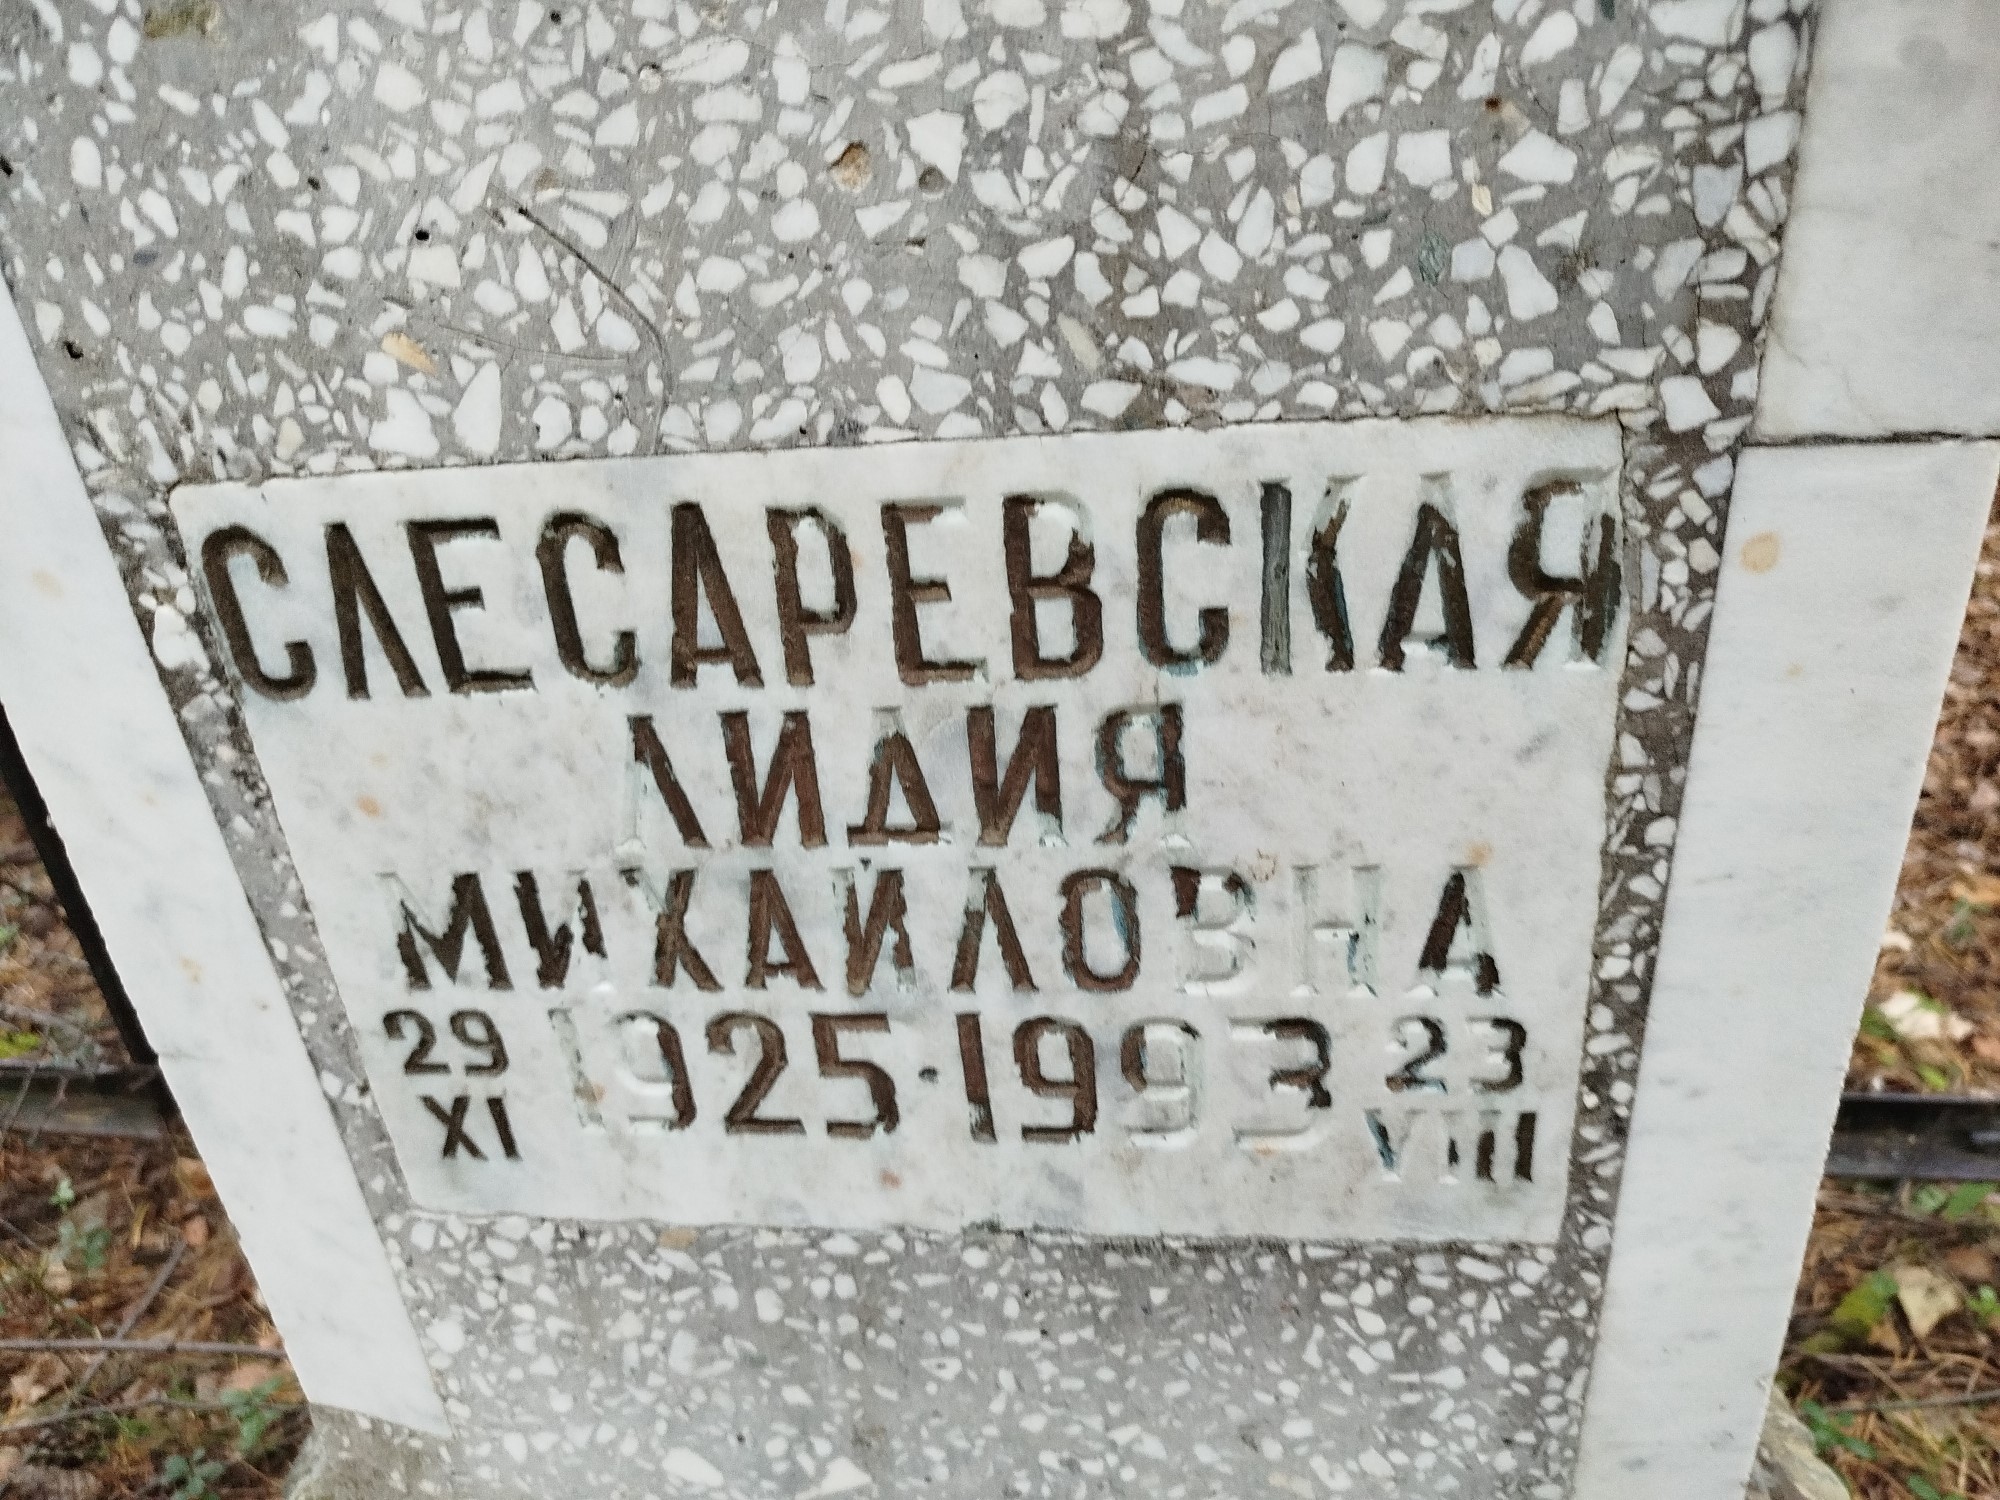 СЛЕСАРЕВСКАЯ
ЛИДИЯ
МИХАЙЛОВНА
29 XI 1925·1993 23 VIII